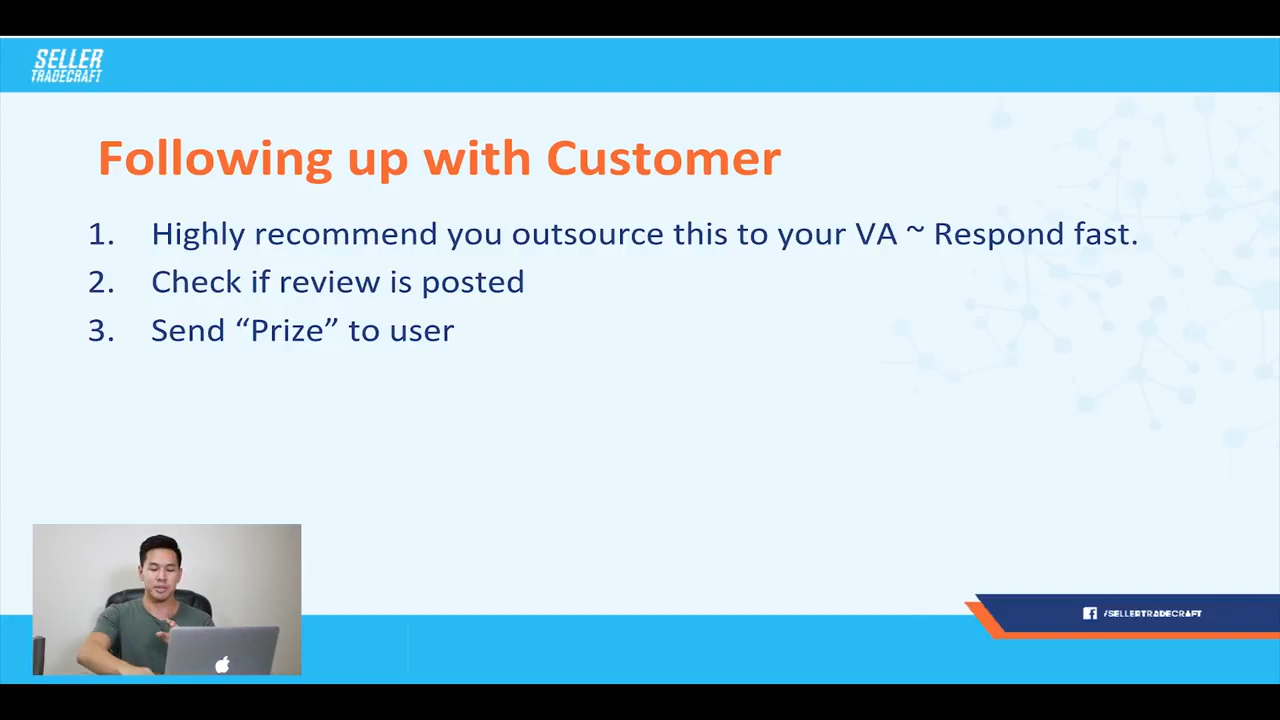 SELLER
TRADECRAFT
Following up with Customer
1. Highly recommend you outsource this to your VA ~ Respond fast.
2. Check if review is posted
3. Send “Prize” to user
/SELLERTRADECRAFT